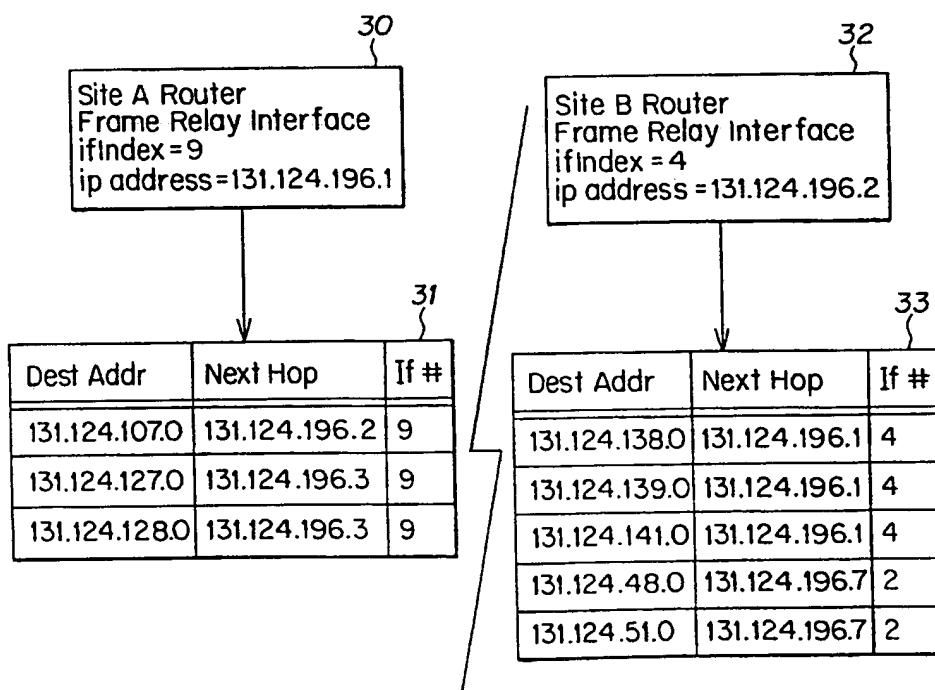 30
Site A Router
Frame Relay Interface
ifIndex=9
ip address=131.124.196.1
31
Dest Addr Next Hop If #
131.124.107.0 131.124.196.2 9
131.124.127.0 131.124.196.3 9
131.124.128.0 131.124.196.3 9
32
Site B Router
Frame Relay Interface
ifIndex=4
ip address=131.124.196.2
33
Dest Addr Next Hop If #
131.124.138.0 131.124.196.1 4
131.124.139.0 131.124.196.1 4
131.124.141.0 131.124.196.1 4
131.124.48.0 131.124.196.7 2
131.124.51.0 131.124.196.7 2